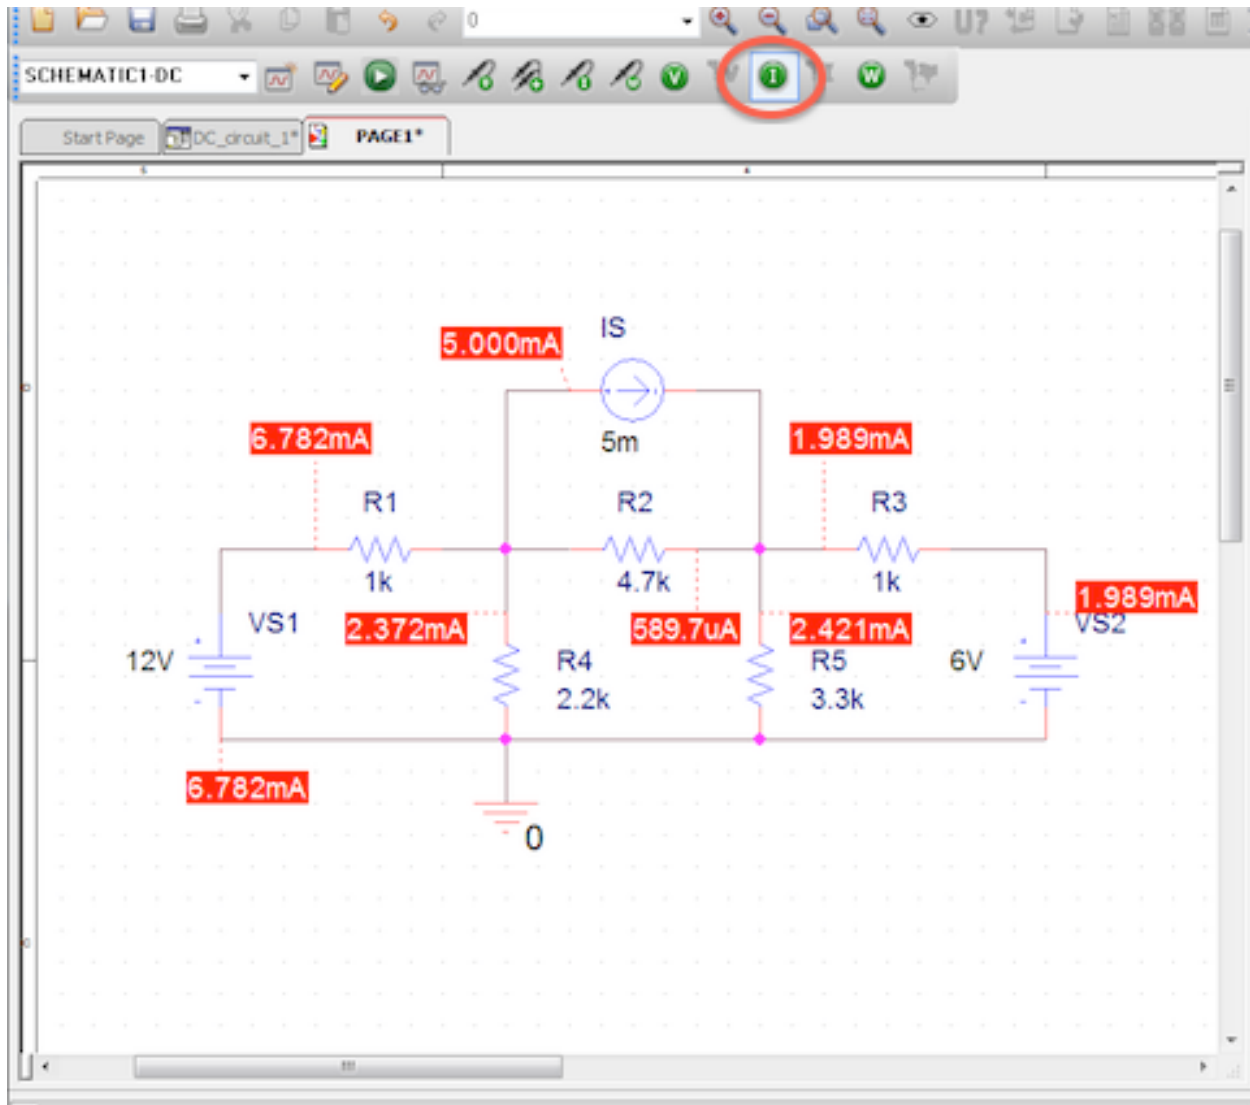 0
U?
SCHEMATIC1-DC
V I W
Start Page DC_circuit_1* PAGE1*
IS
5.000mA
6.782mA 5m 1.989mA
R1 R2 R3
1k 4.7k 1k
VS1 2.372mA 589.7uA 2.421mA 1.989mA
VS2
12V R4 R5 6V
2.2k 3.3k
6.782mA
0